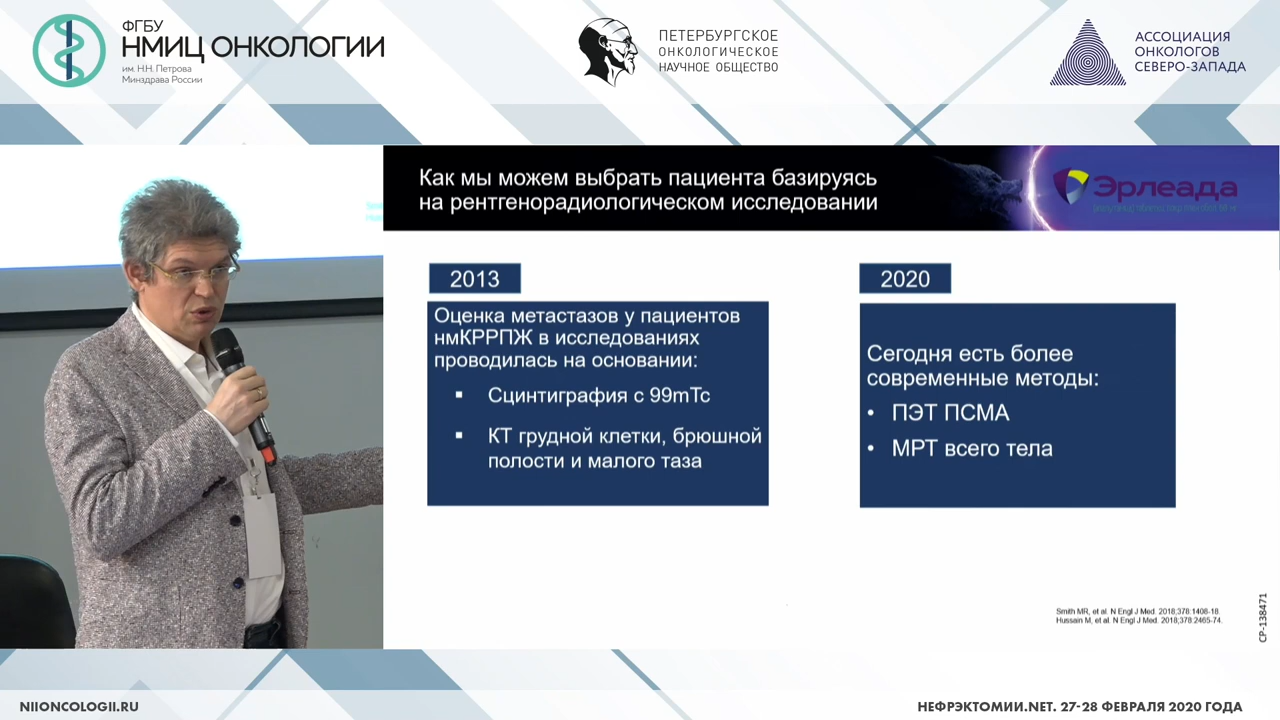 ФГБУ
НМИЦ ОНКОЛОГИИ
им. Н.Н. Петрова
Минздрава России
ПЕТЕРБУРГСКОЕ
ОНКОЛОГИЧЕСКОЕ
НАУЧНОЕ ОБЩЕСТВО
АССОЦИАЦИЯ
ОНКОЛОГОВ
СЕВЕРО-ЗАПАДА
Как мы можем выбрать пациента базируясь
на рентгенорадиологическом исследовании
Эрлеада
2013
Оценка метастазов у пациентов
нмКРРПЖ в исследованиях
проводилась на основании:
▪ Сцинтиграфия с 99mTc
▪ КТ грудной клетки, брюшной
полости и малого таза
2020
Сегодня есть более
современные методы:
• ПЭТ ПСМА
• МРТ всего тела
Smith MR, et al. N Engl J Med. 2018;378:1408-18.
Hussain M, et al. N Engl J Med. 2018;378:2465-74.
CP-138471
NIIONCOLOGII.RU
НЕФРЭКТОМИИ.NET. 27-28 ФЕВРАЛЯ 2020 ГОДА